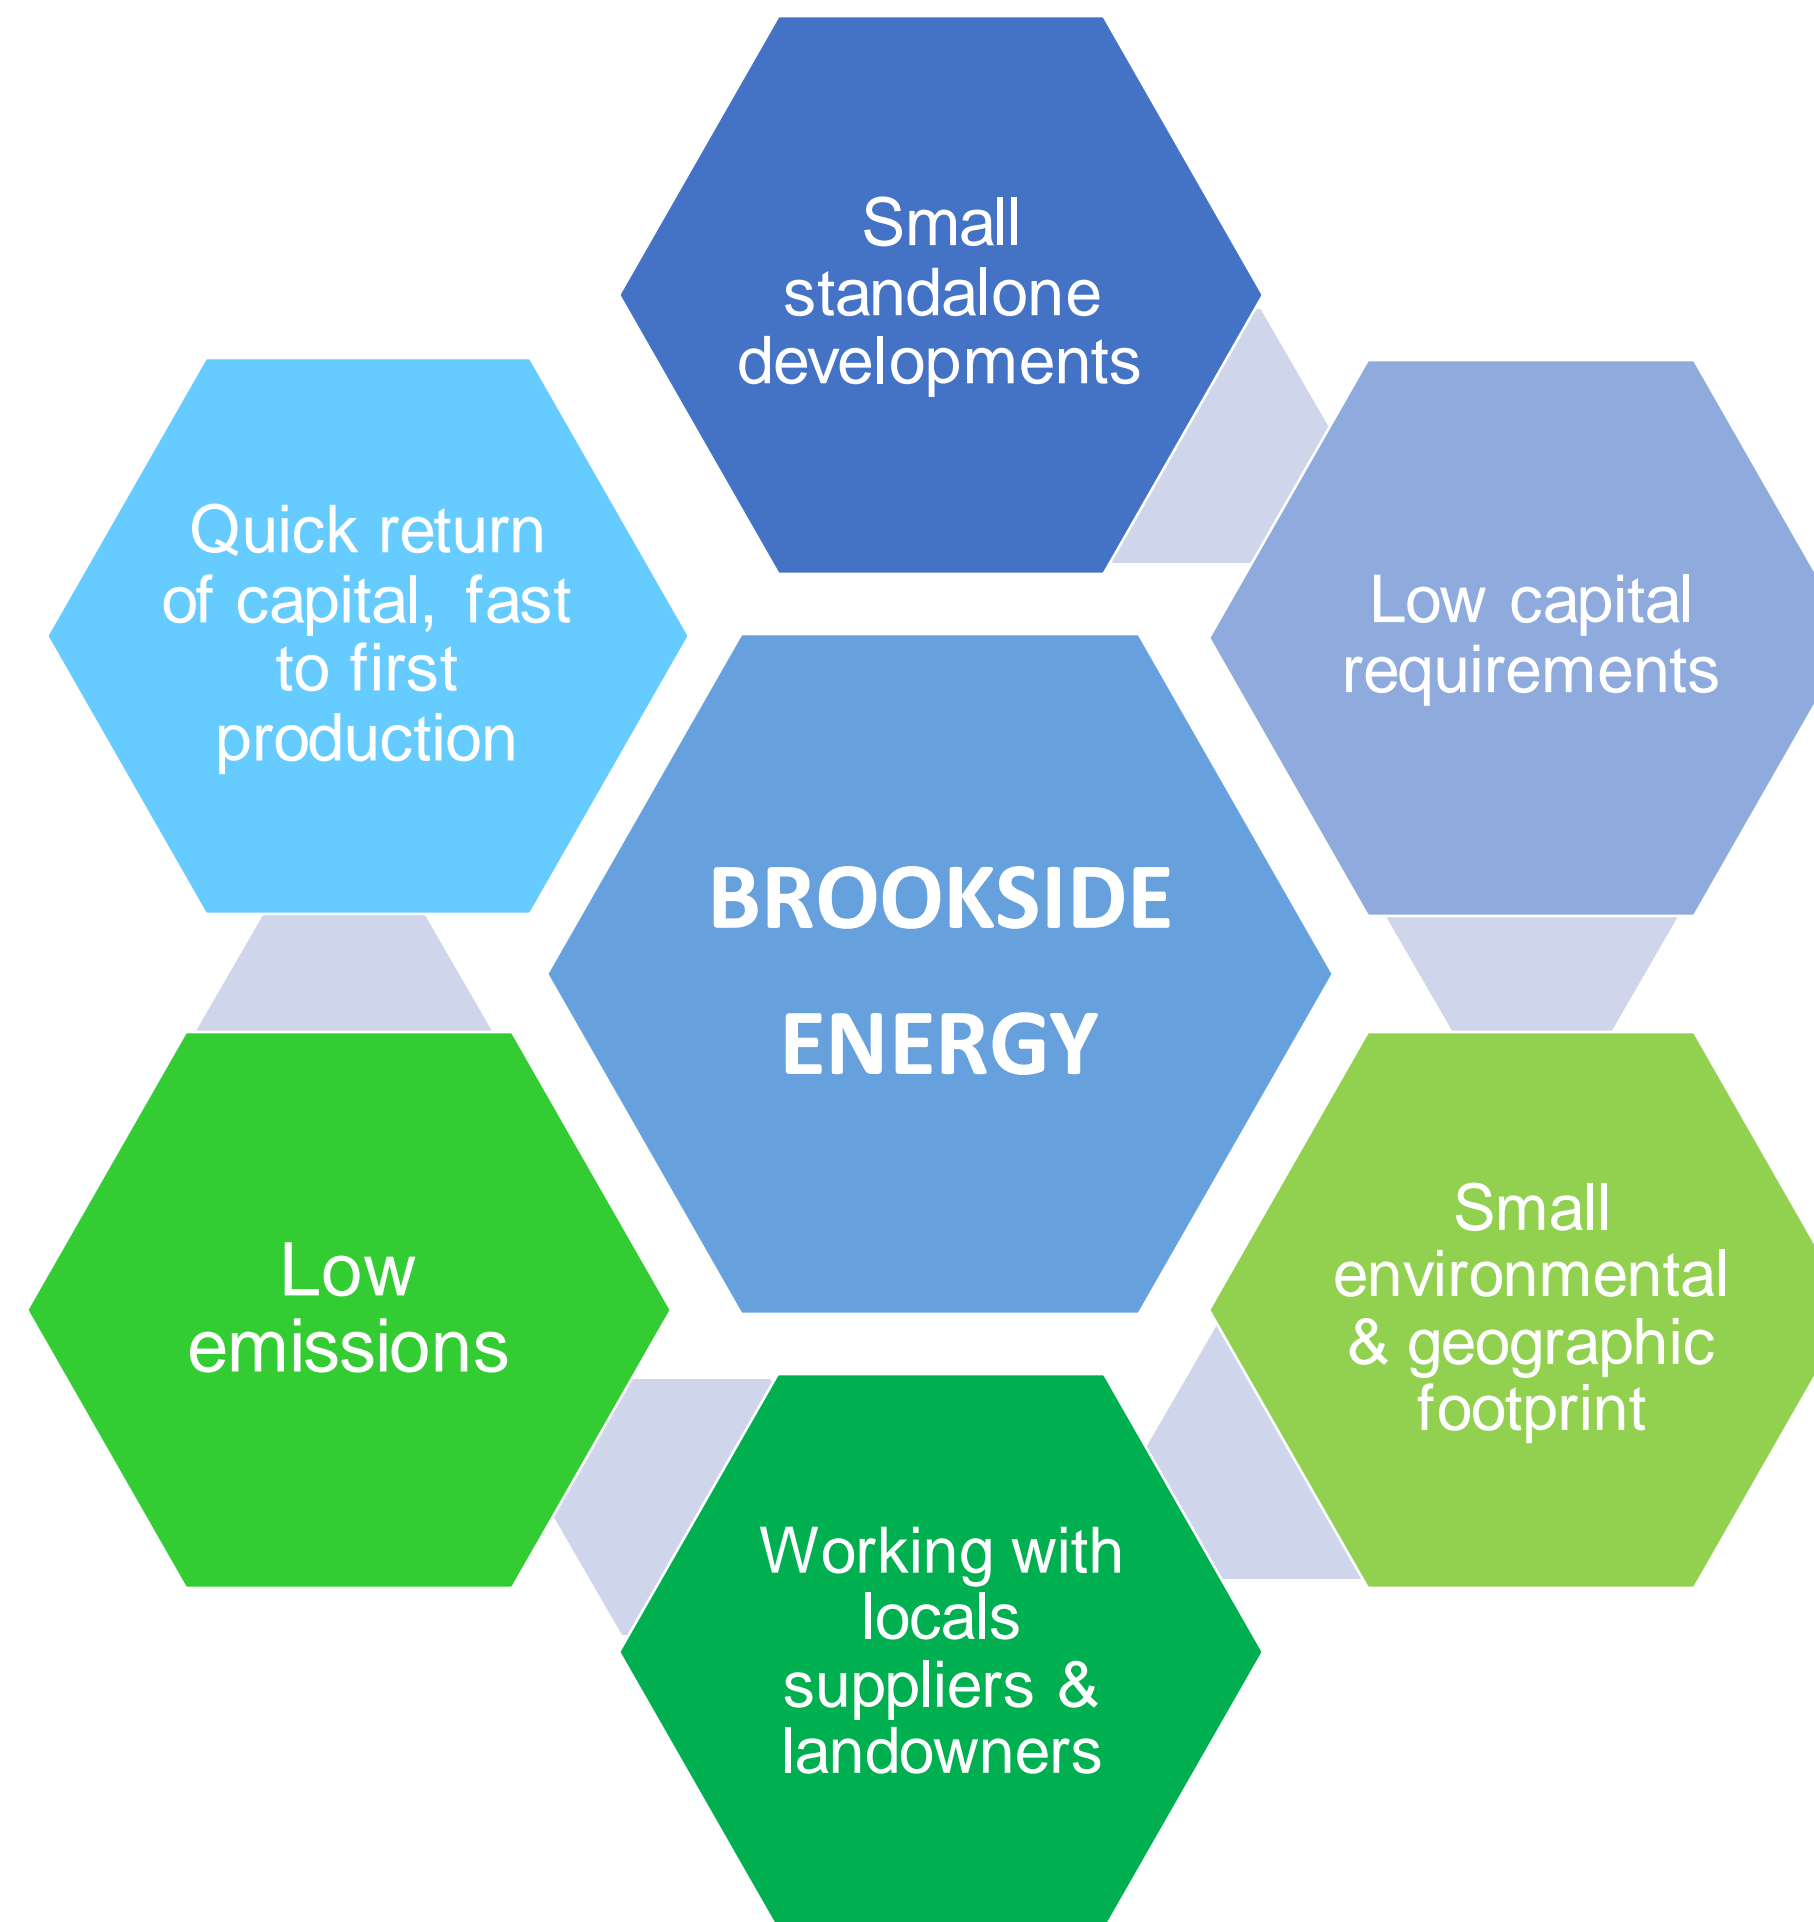 Small
standalone
developments
Quick return
of capital, fast
to first
production
Low capital
requirements
BROOKSIDE
ENERGY
Low
emissions
Small
environmental
& geographic
footprint
Working with
locals
suppliers &
landowners